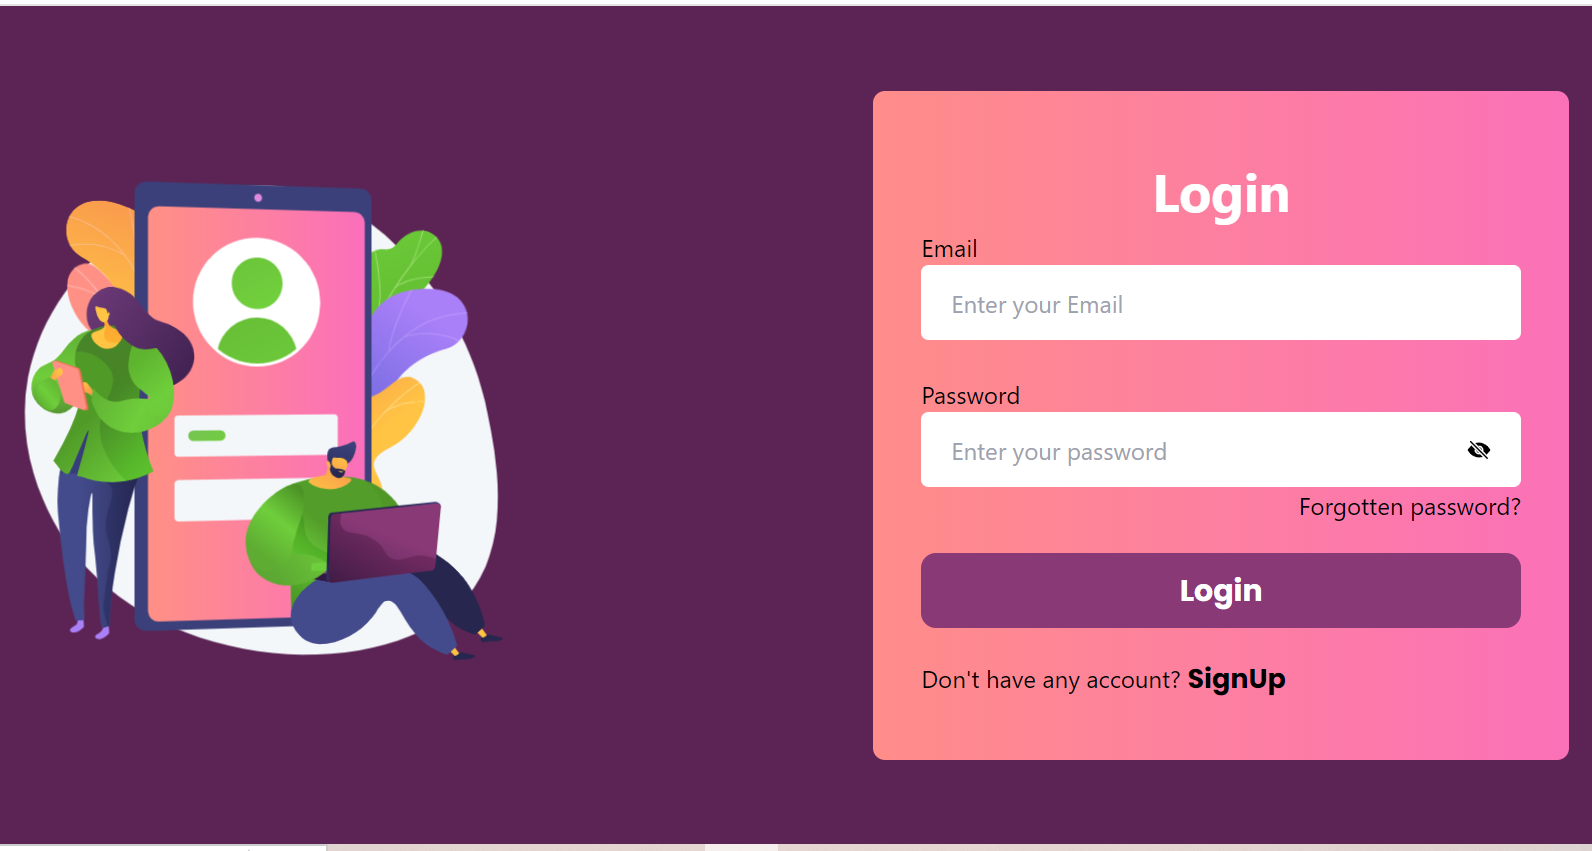 Login
Email
Enter your Email
Password
Enter your password
Forgotten password?
Login
Don't have any account? SignUp